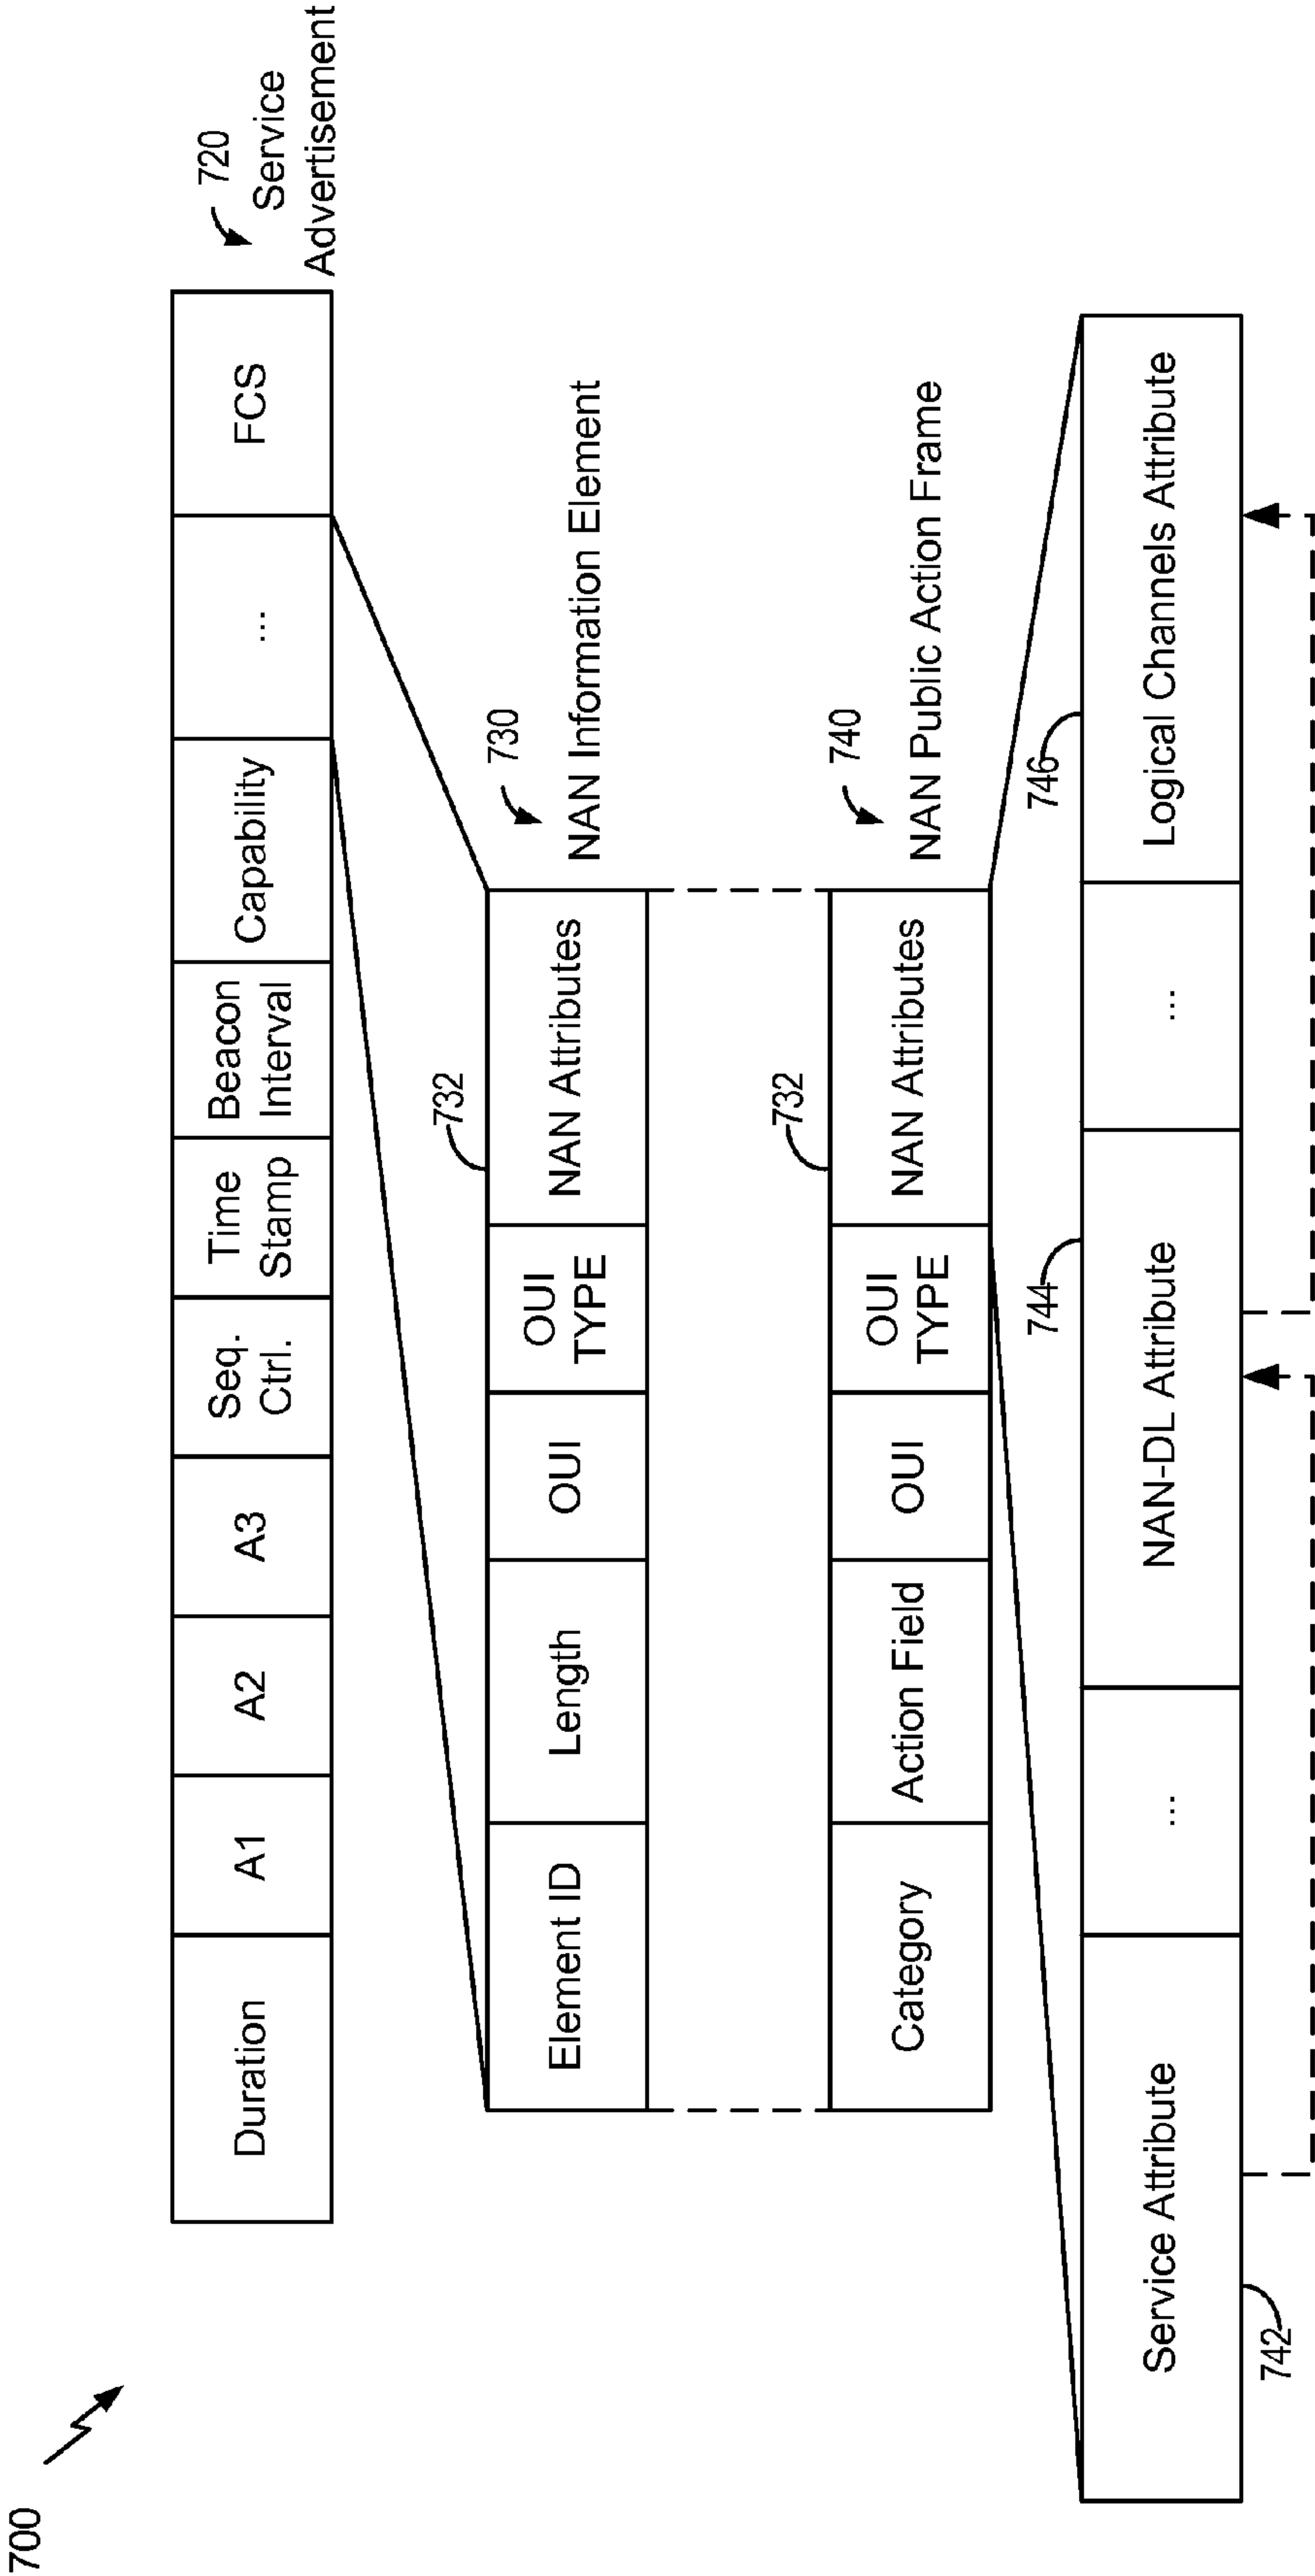 700
720
Service
Advertisement
Duration
A1
A2
A3
Seq.
Ctrl.
Time
Stamp
Beacon
Interval
Capability
...
FCS
730
NAN Information Element
732
Element ID
Length
OUI
OUI
TYPE
NAN Attributes
740
NAN Public Action Frame
732
Category
Action Field
OUI
OUI
TYPE
NAN Attributes
744
746
Service Attribute
...
NAN-DL Attribute
...
Logical Channels Attribute
742